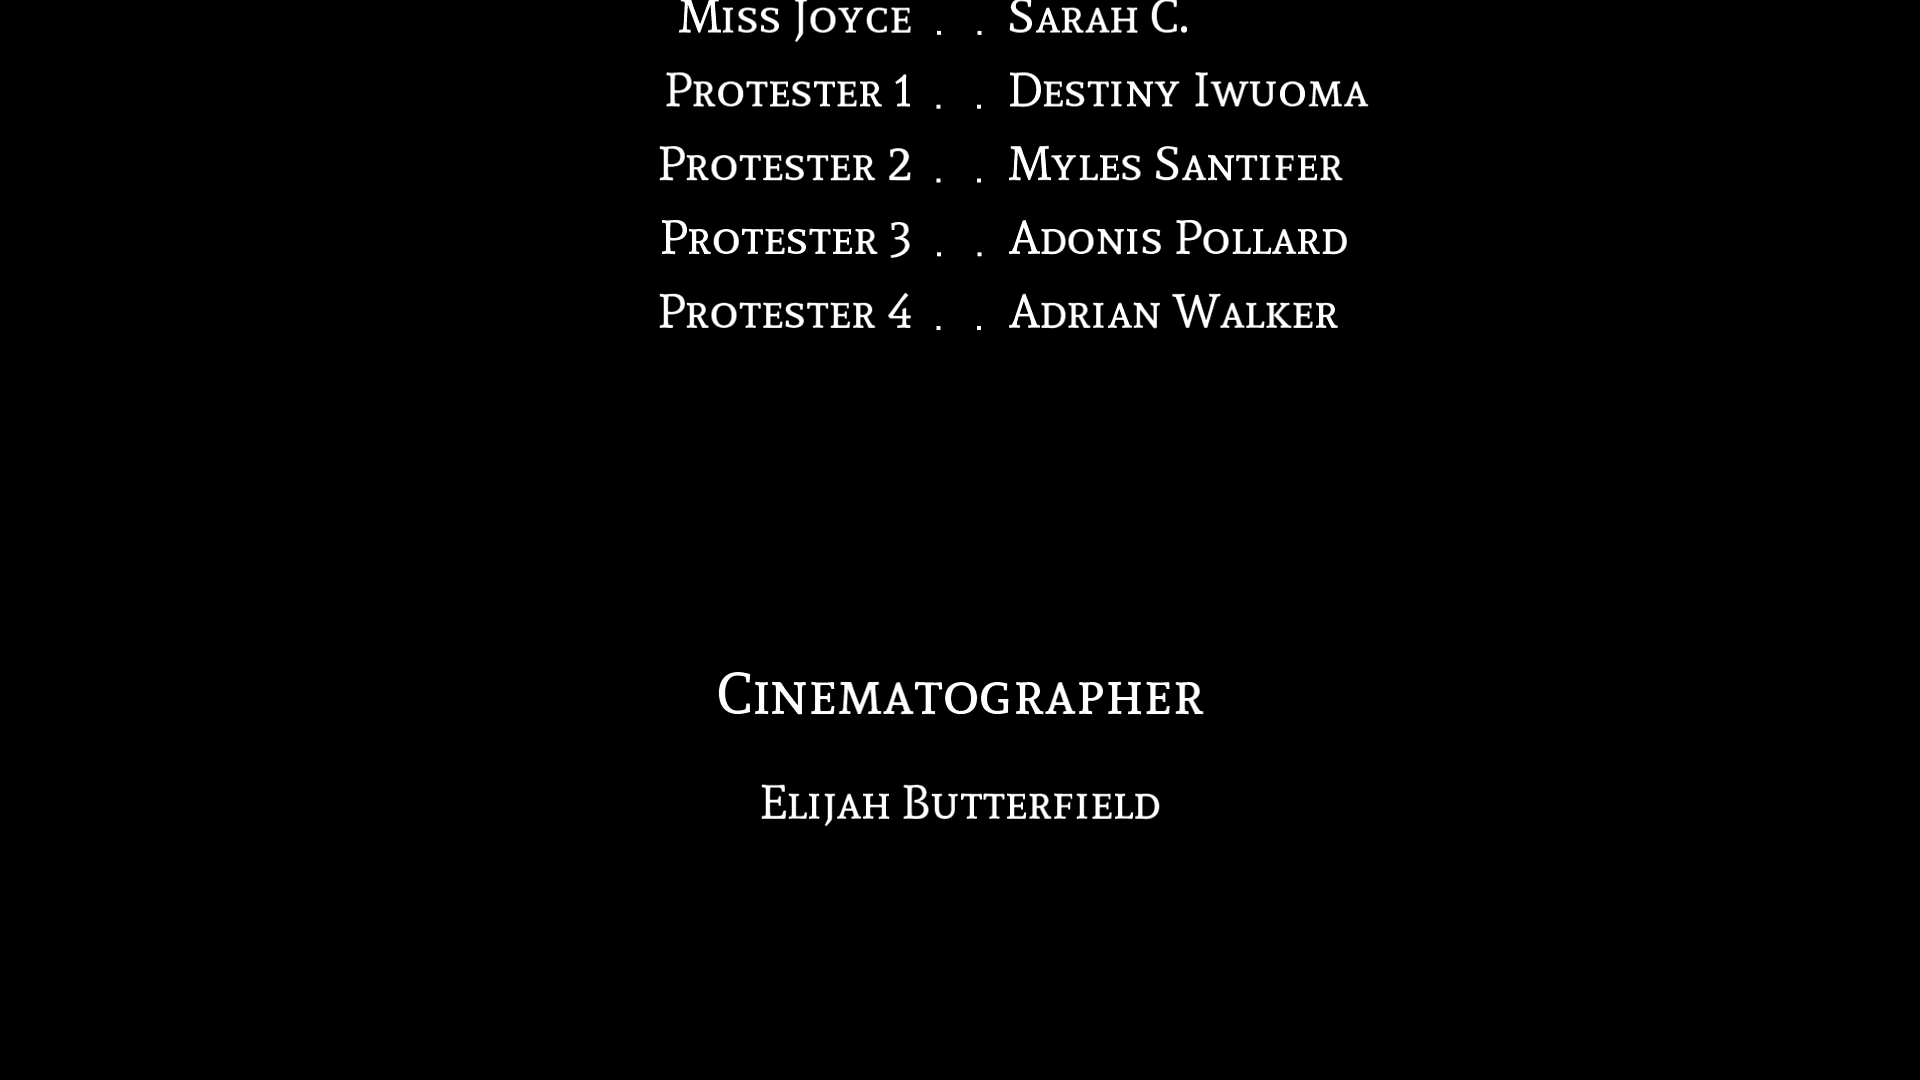 Miss Joyce . . Sarah C.
Protester 1 . . Destiny Iwuoma
Protester 2 . . Myles Santifer
Protester 3 . . Adonis Pollard
Protester 4 . . Adrian Walker
Cinematographer
Elijah Butterfield